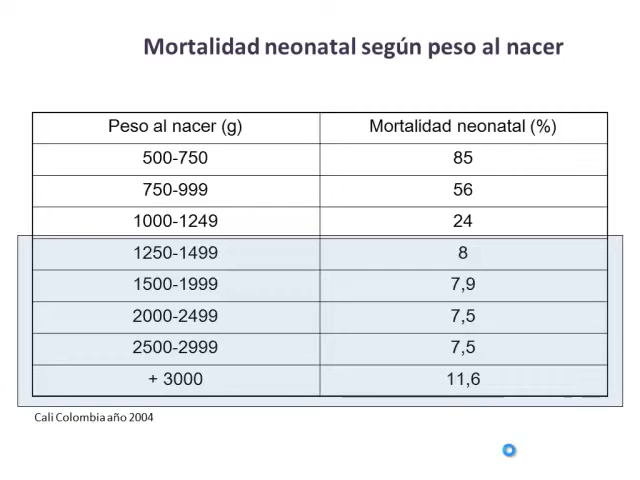 Mortalidad neonatal según peso al nacer
Peso al nacer (g) Mortalidad neonatal (%)
500-750 85
750-999 56
1000-1249 24
1250-1499 8
1500-1999 7,9
2000-2499 7,5
2500-2999 7,5
+ 3000 11,6
Cali Colombia año 2004